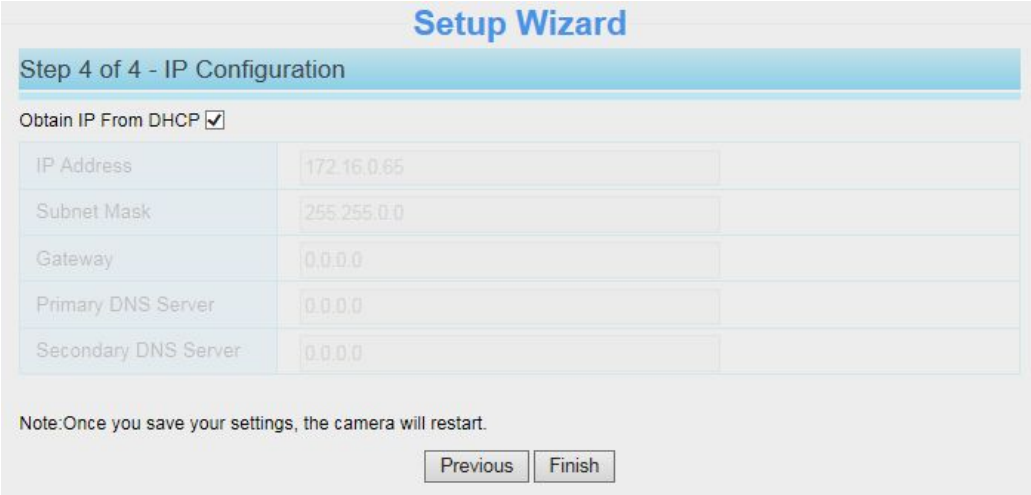 Setup Wizard
Step 4 of 4 - IP Configuration
Obtain IP From DHCP
IP Address 172.16.0.65
Subnet Mask 255.255.0.0
Gateway 0.0.0.0
Primary DNS Server 0.0.0.0
Secondary DNS Server 0.0.0.0
Note:Once you save your settings, the camera will restart.
Previous Finish